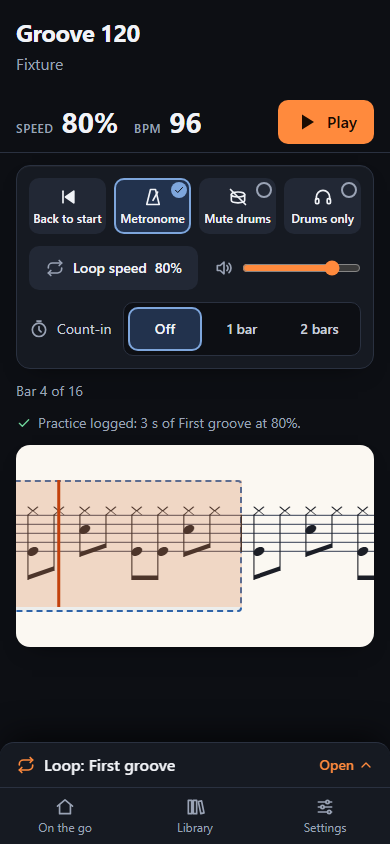 Groove 120
Fixture
SPEED 80% BPM 96
Play
Back to start
Metronome
Mute drums
Drums only
Loop speed 80%
Count-in
Off
1 bar
2 bars
Bar 4 of 16
Practice logged: 3 s of First groove at 80%.
Loop: First groove
Open
On the go
Library
Settings